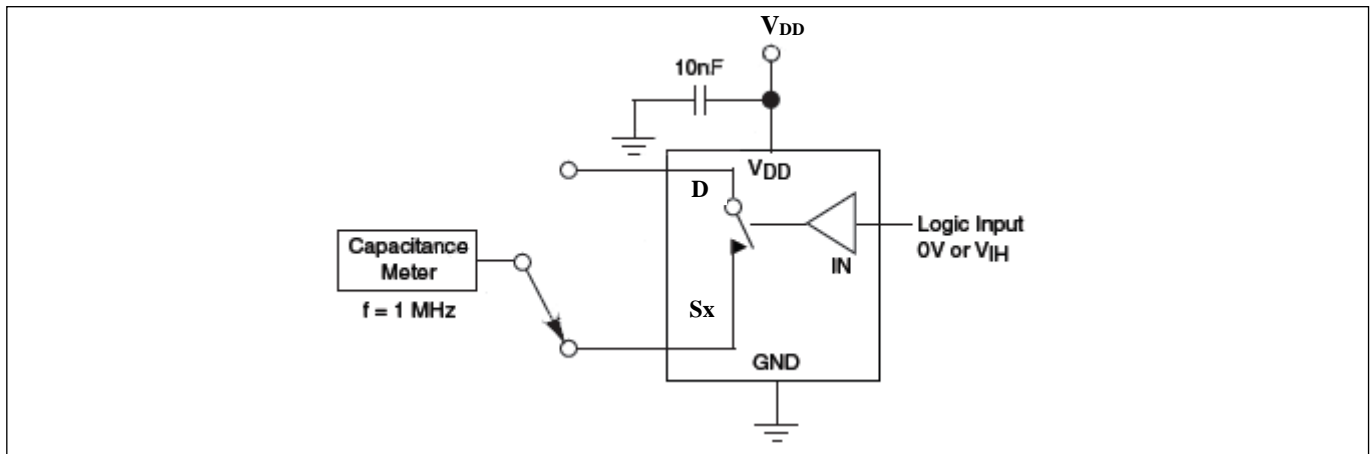 VDD
10nF
VDD
D
Logic Input
0V or VIH
IN
Capacitance
Meter
f = 1 MHz
Sx
GND